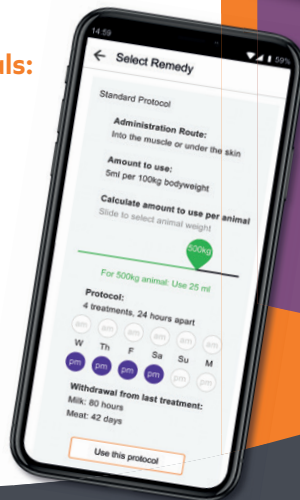 als:
14:59
59%
Select Remedy
Standard Protocol
Administration Route:
Into the muscle or under the skin
Amount to use:
5ml per 100kg bodyweight
Calculate amount to use per animal
Slide to select animal weight
500kg
For 500kg animal: Use 25 ml
Protocol:
4 treatments, 24 hours apart
am am am am am am
W Th F Sa Su M
pm pm pm pm pm pm
Withdrawal from last treatment:
Milk: 80 hours
Meat: 42 days
Use this protocol